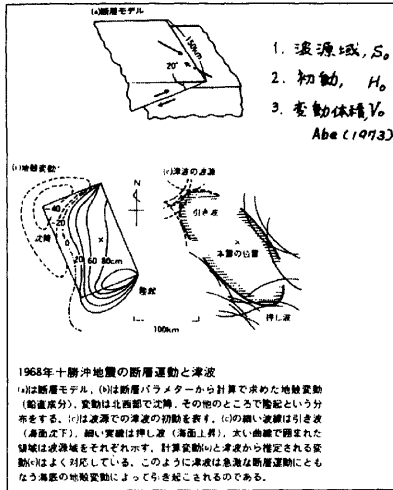 (a)断層モデル
150km
20°
1. 波源域, S₀
2. 初動, H₀
3. 変動体積, V₀
Abe (1973)
地殻変動
(c)津波の波源
N
引き波
-40
-20
沈降
0
20 60 80cm
本震の位置
隆起
押し波
100km
1968年十勝沖地震の断層運動と津波
(a)は断層モデル, (b)は断層パラメターから計算で求めた地殻変動
(鉛直成分), 変動は北西部で沈降, その他のところで隆起という分
布をする. (c)は波源での津波の初動を表す. (c)の細い破線は引き波
(海面沈下), 細い実線は押し波(海面上昇), 太い曲線で囲まれた
領域は波源域をそれぞれ示す. 計算変動(b)と津波から推定される変
動(c)はよく対応している. このように津波は急激な断層運動にとも
なう海底の地殻変動によって引き起こされるのである.